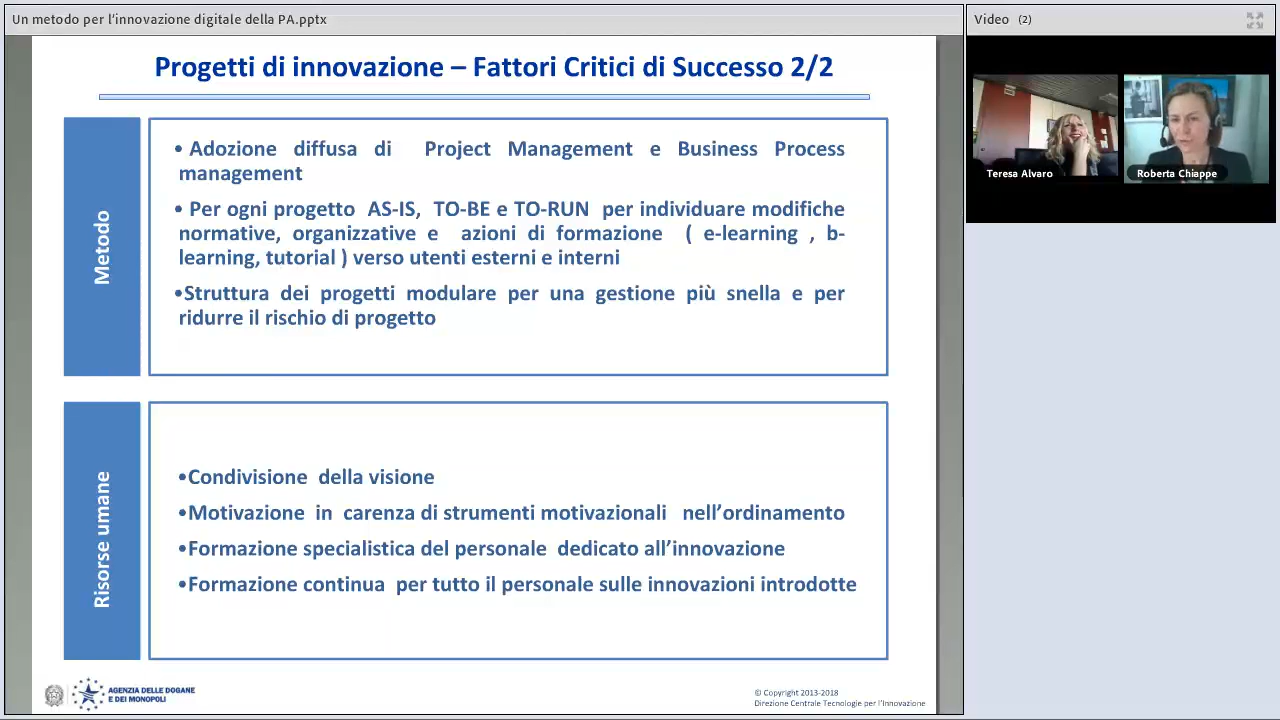 Un metodo per l'innovazione digitale della PA.pptx
Video (2)
Progetti di innovazione – Fattori Critici di Successo 2/2
Metodo
• Adozione diffusa di Project Management e Business Process
management
• Per ogni progetto AS-IS, TO-BE e TO-RUN per individuare modifiche
normative, organizzative e azioni di formazione ( e-learning , b-
learning, tutorial ) verso utenti esterni e interni
•Struttura dei progetti modulare per una gestione più snella e per
ridurre il rischio di progetto
Risorse umane
•Condivisione della visione
•Motivazione in carenza di strumenti motivazionali nell’ordinamento
•Formazione specialistica del personale dedicato all’innovazione
•Formazione continua per tutto il personale sulle innovazioni introdotte
AGENZIA DELLE DOGANE
E DEI MONOPOLI
© Copyright 2013-2018
Direzione Centrale Tecnologie per l'Innovazione
Teresa Alvaro
Roberta Chiappe